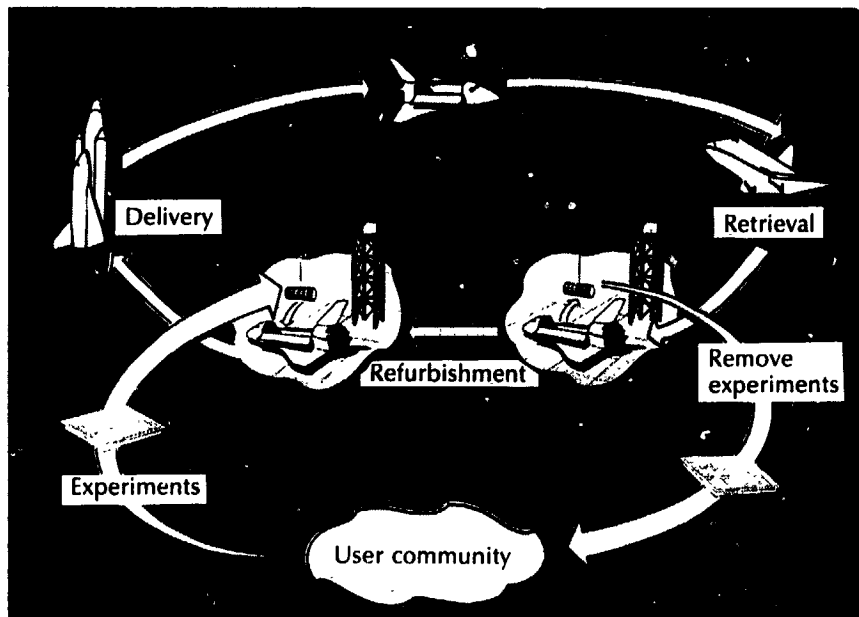 Delivery
Retrieval
Refurbishment
Remove
experiments
Experiments
User community